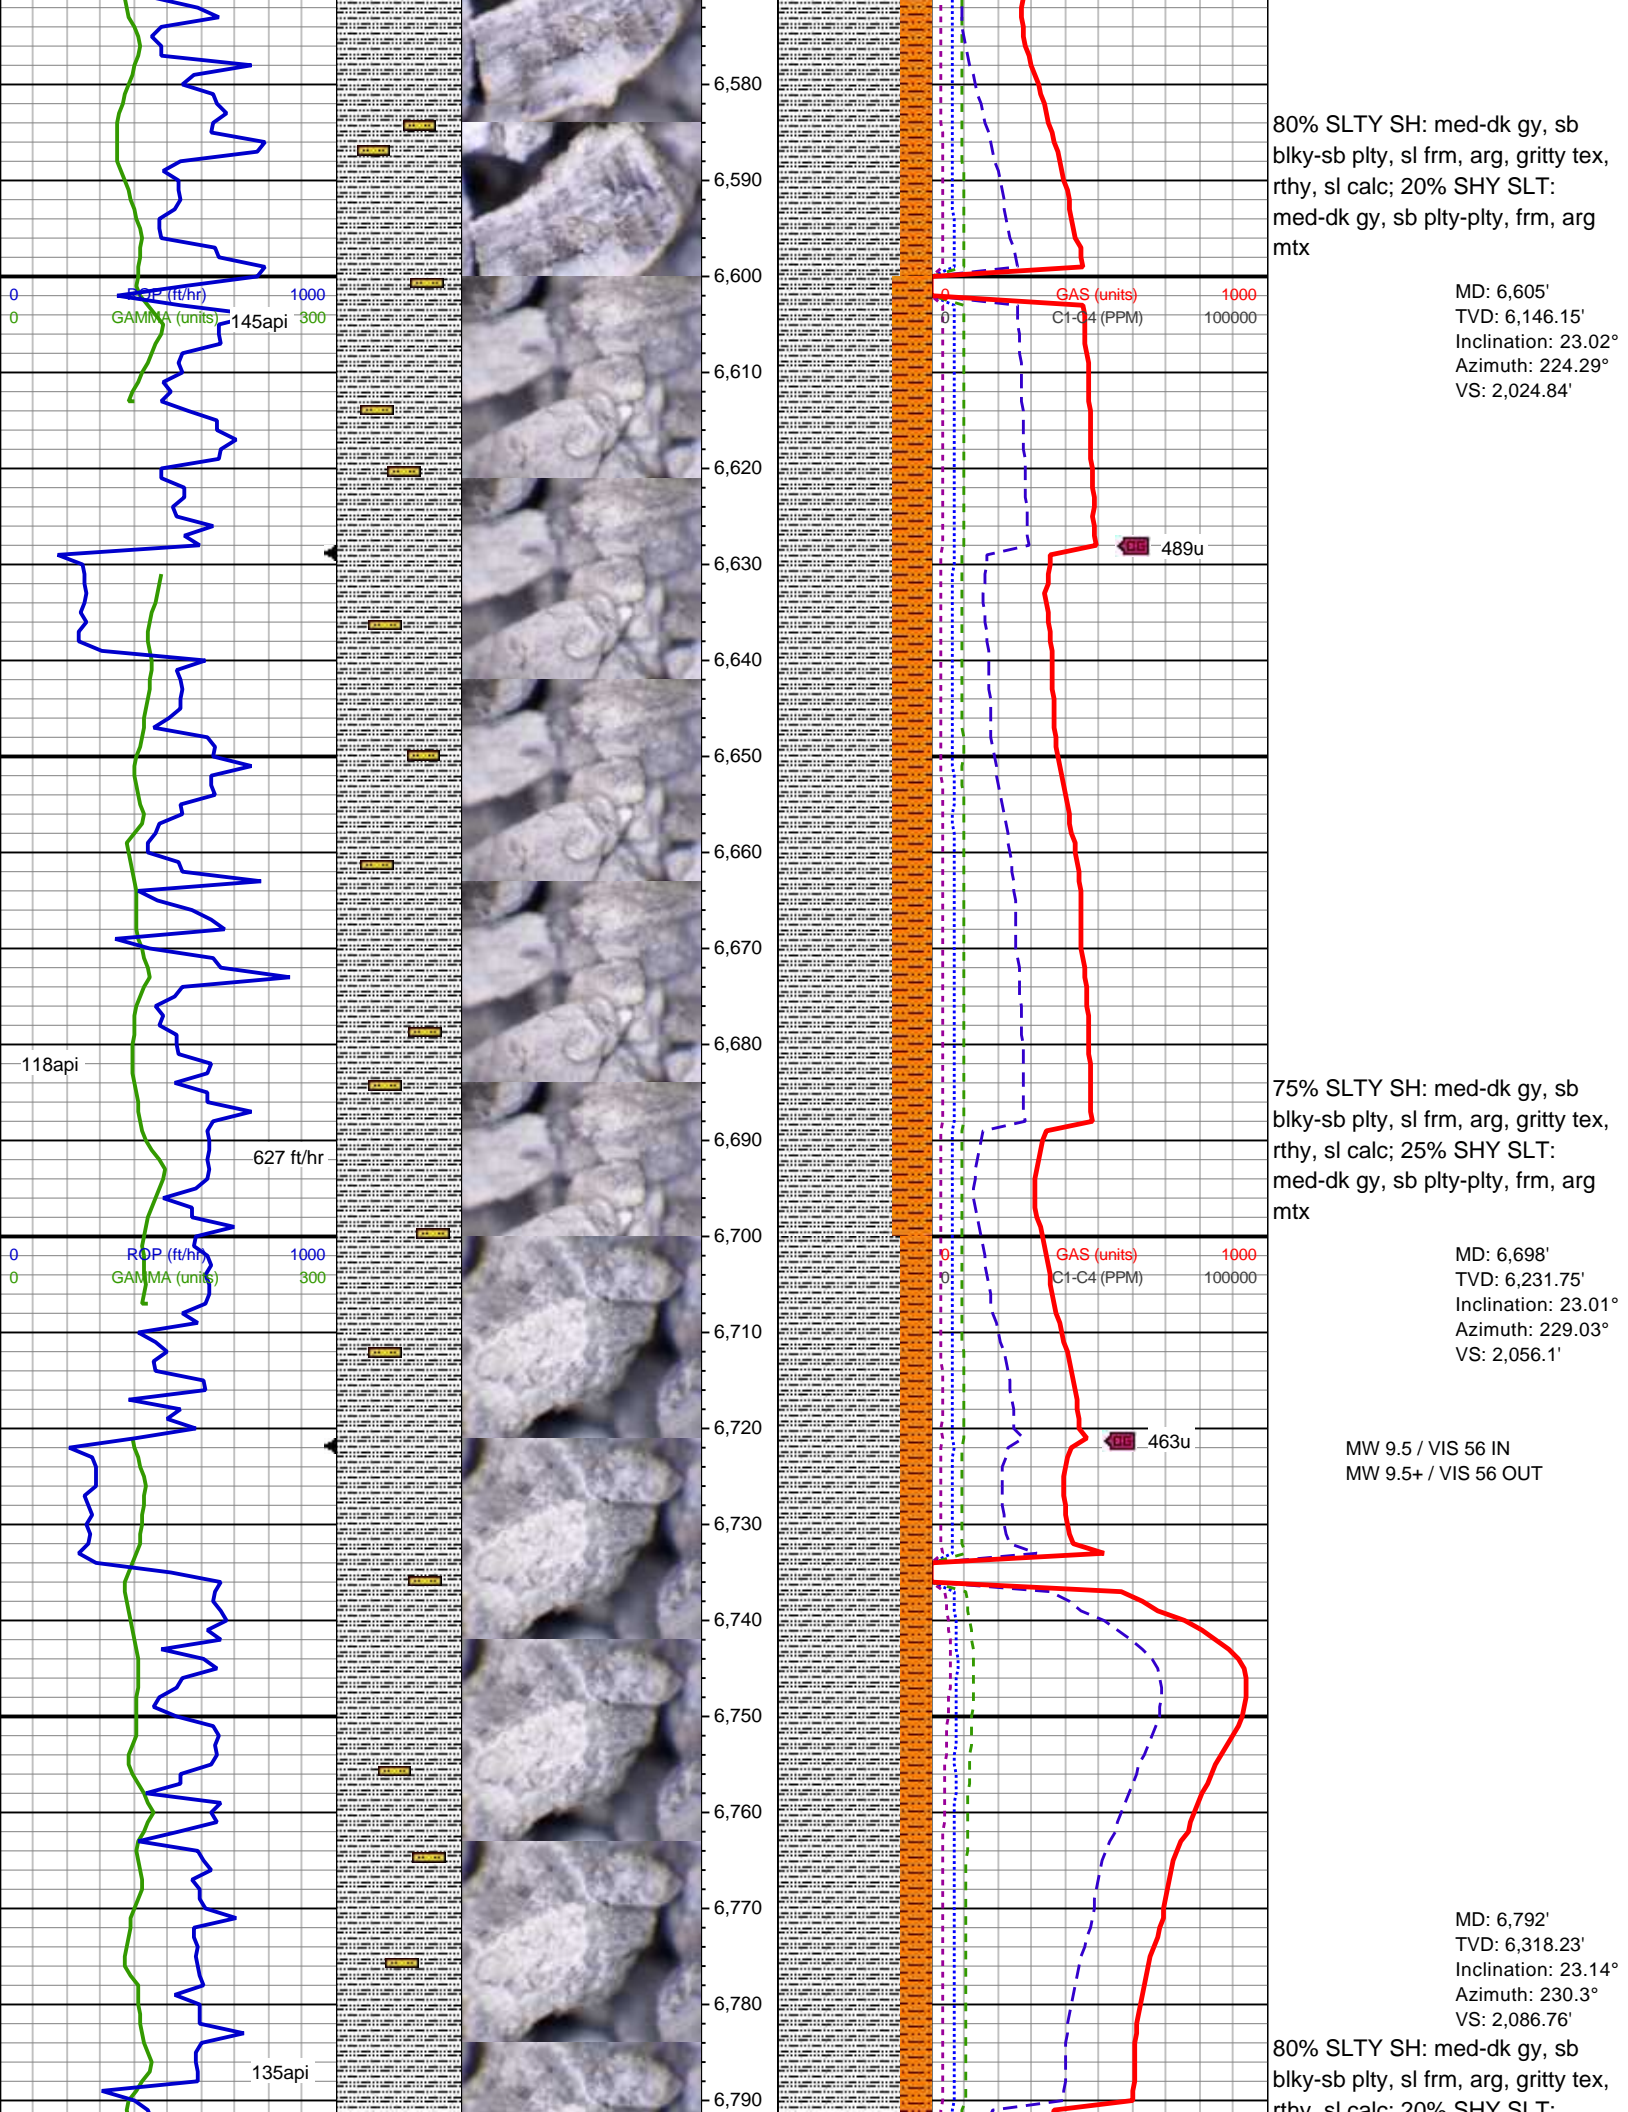 6,580
80% SLTY SH: med-dk gy, sb
blky-sb plty, sl frm, arg, gritty tex,
rthy, sl calc; 20% SHY SLT:
med-dk gy, sb plty-plty, frm, arg
mtx
6,590
6,600
0 ROP (ft/hr) 1000
0 GAMMA (units) 300
145api
0 GAS (units) 1000
0 C1-C4 (PPM) 100000
MD: 6,605'
TVD: 6,146.15'
Inclination: 23.02°
Azimuth: 224.29°
VS: 2,024.84'
6,610
6,620
CG 489u
6,630
6,640
6,650
6,660
6,670
6,680
118api
75% SLTY SH: med-dk gy, sb
blky-sb plty, sl frm, arg, gritty tex,
rthy, sl calc; 25% SHY SLT:
med-dk gy, sb plty-plty, frm, arg
mtx
6,690
627 ft/hr
6,700
0 ROP (ft/hr) 1000
0 GAMMA (units) 300
0 GAS (units) 1000
0 C1-C4 (PPM) 100000
MD: 6,698'
TVD: 6,231.75'
Inclination: 23.01°
Azimuth: 229.03°
VS: 2,056.1'
6,710
6,720
CG 463u
MW 9.5 / VIS 56 IN
MW 9.5+ / VIS 56 OUT
6,730
6,740
6,750
6,760
6,770
MD: 6,792'
TVD: 6,318.23'
Inclination: 23.14°
Azimuth: 230.3°
VS: 2,086.76'
6,780
80% SLTY SH: med-dk gy, sb
blky-sb plty, sl frm, arg, gritty tex,
rthy, sl calc; 20% SHY SLT:
135api
6,790